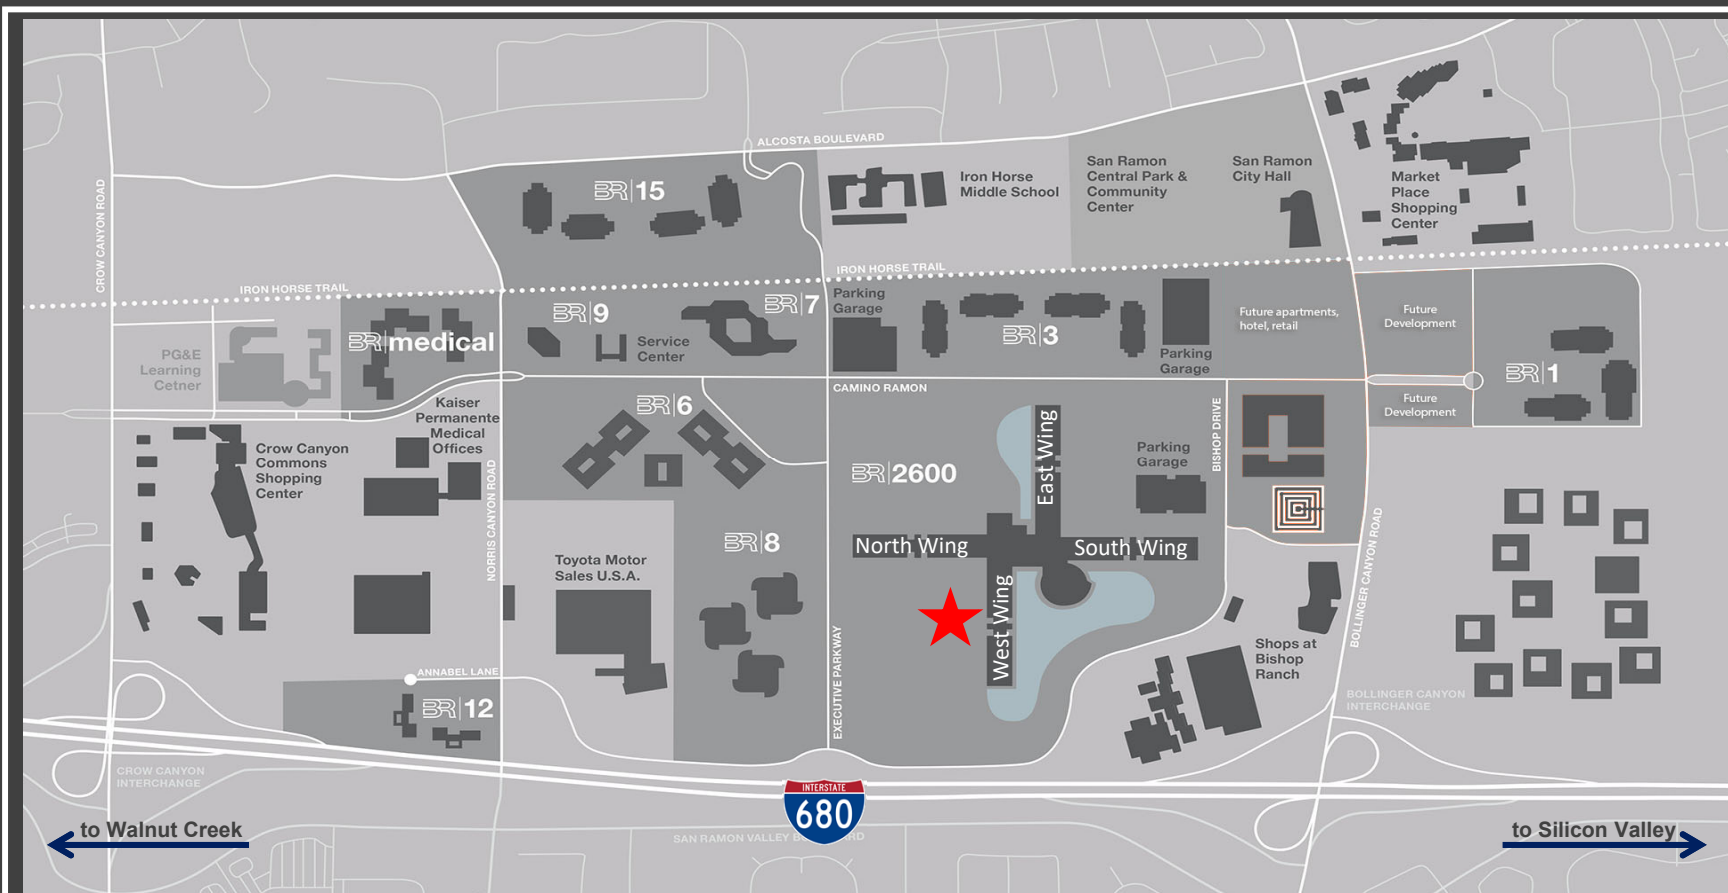 ALCOSTA BOULEVARD
CROW CANYON ROAD
BR|15
Iron Horse
Middle School
San Ramon
Central Park &
Community
Center
San Ramon
City Hall
Market
Place
Shopping
Center
IRON HORSE TRAIL
IRON HORSE TRAIL
BR|9
Service
Center
BR|7
Parking
Garage
BR|3
Parking
Garage
Future apartments,
hotel, retail
Future
Development
BR|medical
PG&E
Learning
Cetner
BR|1
CAMINO RAMON
Future
Development
Kaiser
Permanente
Medical
Offices
BR|6
BISHOP DRIVE
Crow Canyon
Commons
Shopping
Center
NORRIS CANYON ROAD
BR|2600
East Wing
Parking
Garage
BR|8
North Wing
South Wing
Toyota Motor
Sales U.S.A.
West Wing
BOLLINGER CANYON ROAD
EXECUTIVE PARKWAY
Shops at
Bishop
Ranch
ANNABEL LANE
BR|12
BOLLINGER CANYON
INTERCHANGE
CROW CANYON
INTERCHANGE
INTERSTATE
680
to Walnut Creek
SAN RAMON VALLEY BOULEVARD
to Silicon Valley